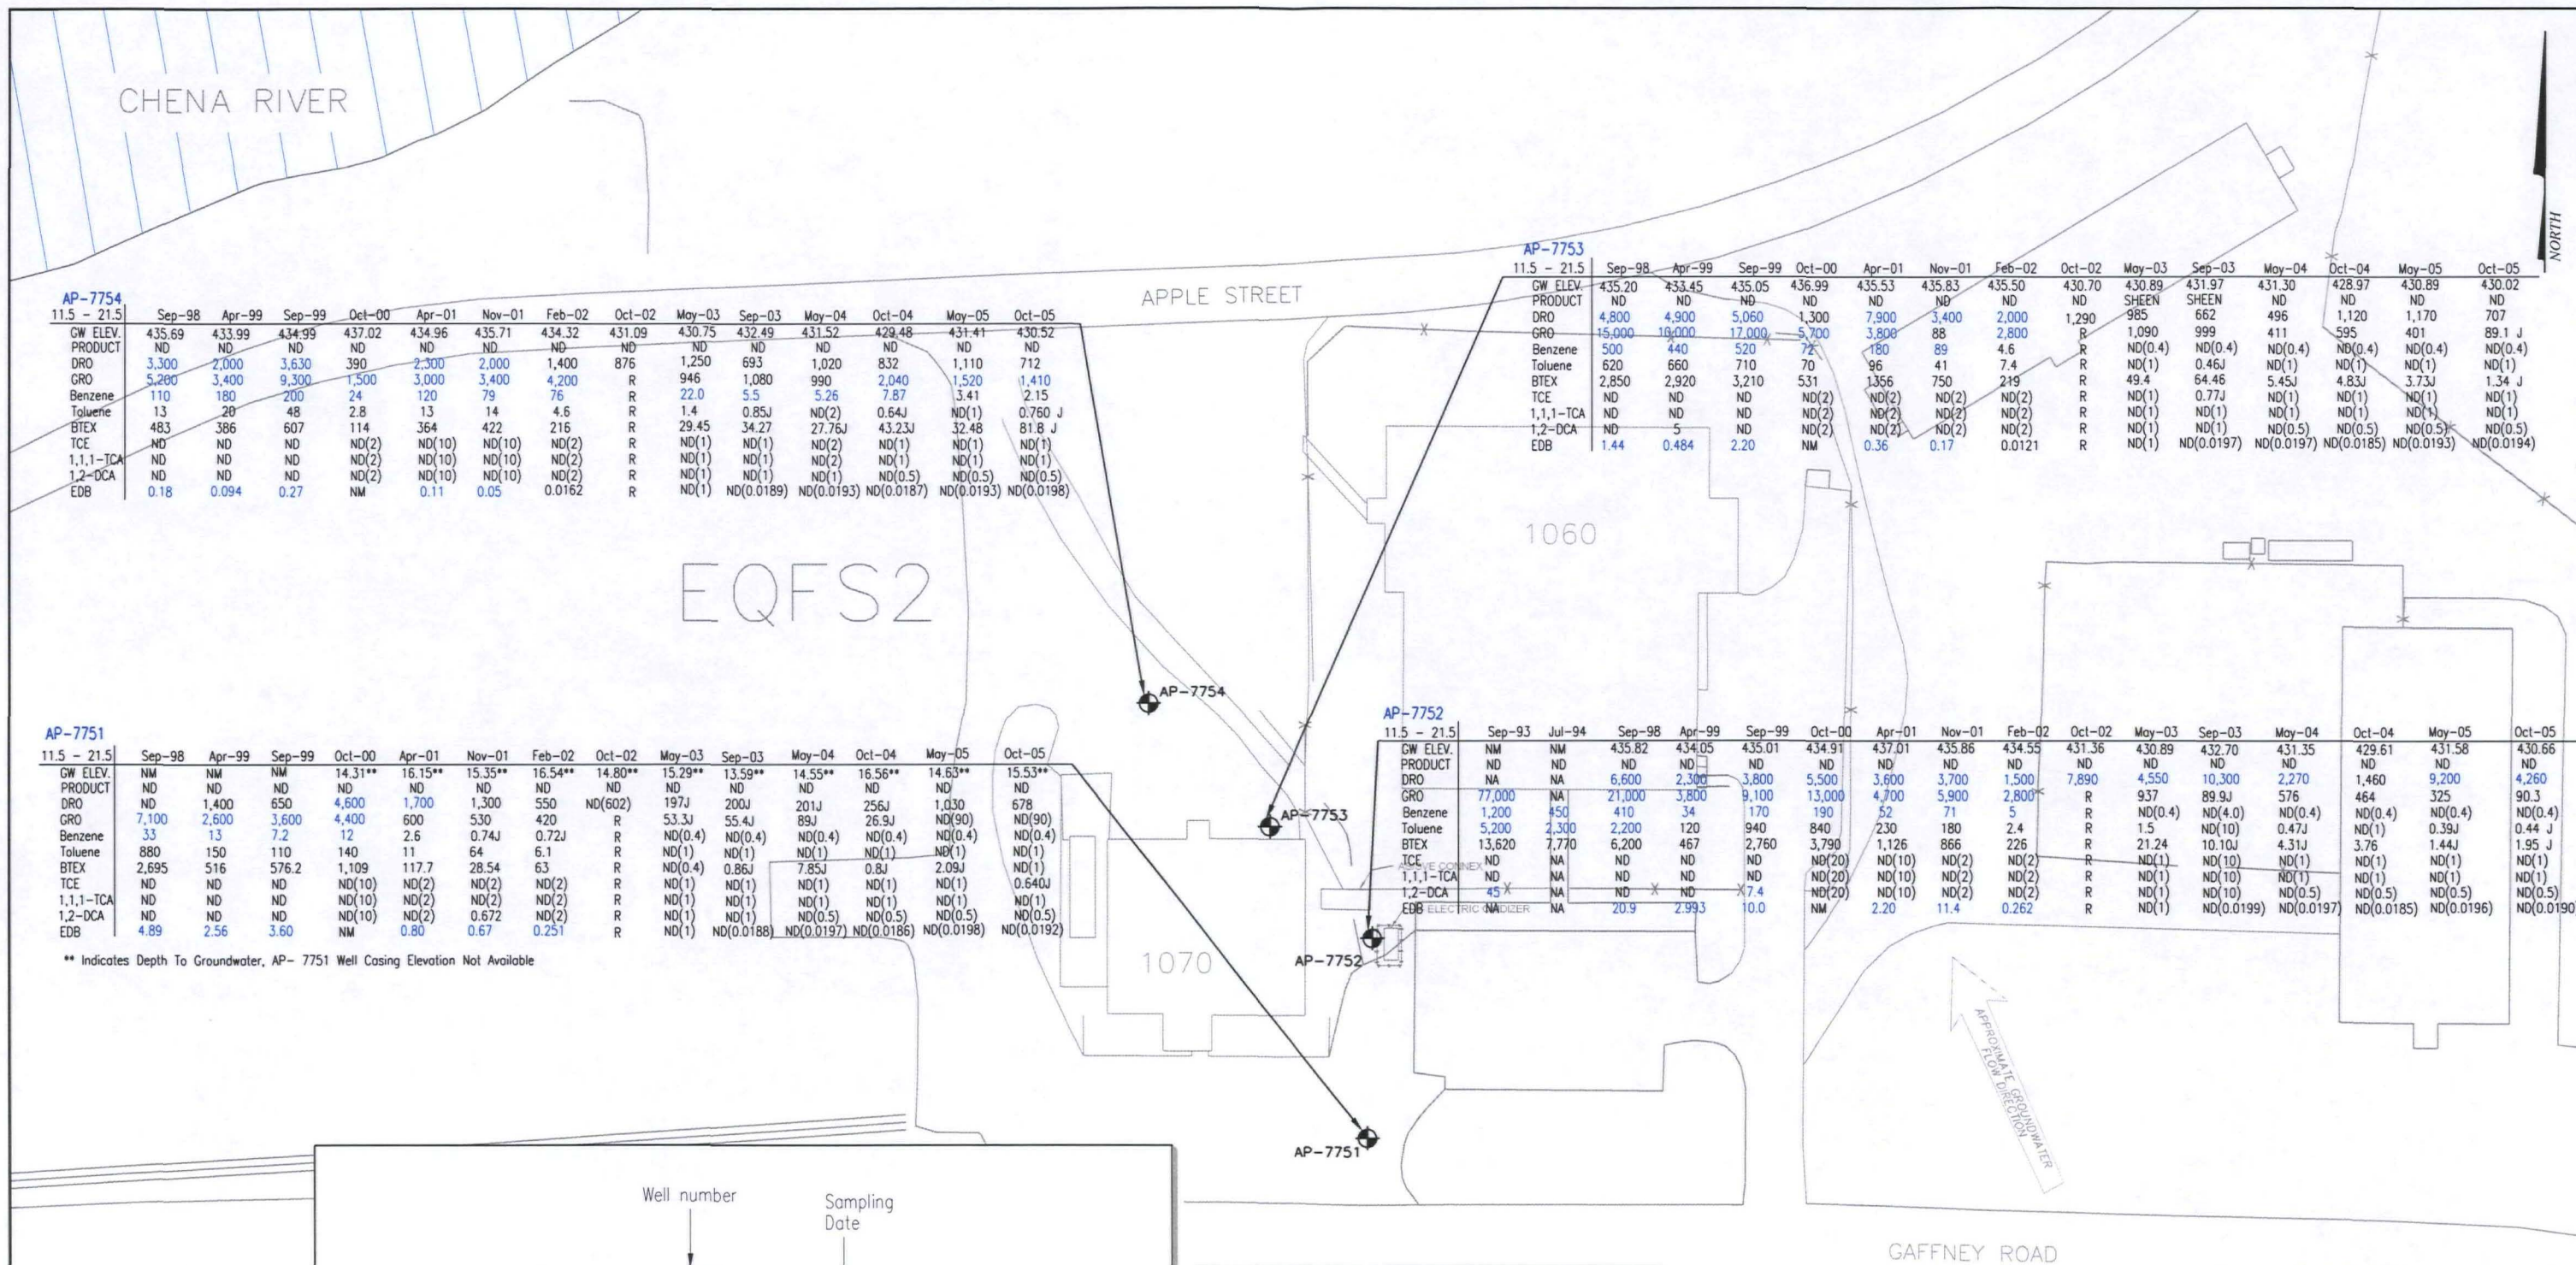 CHENA RIVER
APPLE STREET
NORTH
AP-7753
11.5 - 21.5 Sep-98 Apr-99 Sep-99 Oct-00 Apr-01 Nov-01 Feb-02 Oct-02 May-03 Sep-03 May-04 Oct-04 May-05 Oct-05
GW ELEV. 435.20 433.45 435.05 436.99 435.53 435.83 435.50 430.70 430.89 431.97 431.30 428.97 430.89 430.02
PRODUCT ND ND ND ND ND ND ND ND SHEEN SHEEN ND ND ND ND
DRO 4,800 4,900 5,060 1,300 7,900 3,400 2,000 1,290 985 662 496 1,120 1,170 707
GRO 15,000 10,000 17,000 5,700 3,800 88 2,800 R 1,090 999 411 595 401 89.1 J
Benzene 500 440 520 72 180 89 4.6 R ND(0.4) ND(0.4) ND(0.4) ND(0.4) ND(0.4) ND(0.4)
Toluene 620 660 710 70 96 41 7.4 R ND(1) 0.46J ND(1) ND(1) ND(1) ND(1)
BTEX 2,850 2,920 3,210 531 1356 750 219 R 49.4 64.46 5.45J 4.83J 3.73J 1.34 J
TCE ND ND ND ND(2) ND(2) ND(2) ND(2) R ND(1) 0.77J ND(1) ND(1) ND(1) ND(1)
1,1,1-TCA ND ND ND ND(2) ND(2) ND(2) ND(2) R ND(1) ND(1) ND(1) ND(1) ND(1) ND(1)
1,2-DCA ND 5 ND ND(2) ND(2) ND(2) ND(2) R ND(1) ND(1) ND(0.5) ND(0.5) ND(0.5) ND(0.5)
EDB 1.44 0.484 2.20 NM 0.36 0.17 0.0121 R ND(1) ND(0.0197) ND(0.0197) ND(0.0185) ND(0.0193) ND(0.0194)
AP-7754
11.5 - 21.5 Sep-98 Apr-99 Sep-99 Oct-00 Apr-01 Nov-01 Feb-02 Oct-02 May-03 Sep-03 May-04 Oct-04 May-05 Oct-05
GW ELEV. 435.69 433.99 434.99 437.02 434.96 435.71 434.32 431.09 430.75 432.49 431.52 429.48 431.41 430.52
PRODUCT ND ND ND ND ND ND ND ND ND ND ND ND ND ND
DRO 3,300 2,000 3,630 390 2,300 2,000 1,400 876 1,250 693 1,020 832 1,110 712
GRO 5,200 3,400 9,300 1,500 3,000 3,400 4,200 R 946 1,080 990 2,040 1,520 1,410
Benzene 110 180 200 24 120 79 76 R 22.0 5.5 5.26 7.87 3.41 2.15
Toluene 13 20 48 2.8 13 14 4.6 R 1.4 0.85J ND(2) 0.64J ND(1) 0.760 J
BTEX 483 386 607 114 364 422 216 R 29.45 34.27 27.76J 43.23J 32.48 81.8 J
TCE ND ND ND ND(2) ND(10) ND(10) ND(2) R ND(1) ND(1) ND(2) ND(1) ND(1) ND(1)
1,1,1-TCA ND ND ND ND(2) ND(10) ND(10) ND(2) R ND(1) ND(1) ND(2) ND(1) ND(1) ND(1)
1,2-DCA ND ND ND ND(2) ND(10) ND(10) ND(2) R ND(1) ND(1) ND(1) ND(0.5) ND(0.5) ND(0.5)
EDB 0.18 0.094 0.27 NM 0.11 0.05 0.0162 R ND(1) ND(0.0189) ND(0.0193) ND(0.0187) ND(0.0193) ND(0.0198)
1060
EQFS2
AP-7754
AP-7752
11.5 - 21.5 Sep-93 Jul-94 Sep-98 Apr-99 Sep-99 Oct-00 Apr-01 Nov-01 Feb-02 Oct-02 May-03 Sep-03 May-04 Oct-04 May-05 Oct-05
GW ELEV. NM NM 435.82 434.05 435.01 434.91 437.01 435.86 434.55 431.36 430.89 432.70 431.35 429.61 431.58 430.66
PRODUCT ND ND ND ND ND ND ND ND ND ND ND ND ND ND ND ND
DRO NA NA 6,600 2,300 3,800 5,500 3,600 3,700 1,500 7,890 4,550 10,300 2,270 1,460 9,200 4,260
GRO 77,000 NA 21,000 3,800 9,100 13,000 4,700 5,900 2,800 R 937 89.9J 576 464 325 90.3
Benzene 1,200 450 410 34 170 190 52 71 5 R ND(0.4) ND(4.0) ND(0.4) ND(0.4) ND(0.4) ND(0.4)
Toluene 5,200 2,300 2,200 120 940 840 230 180 2.4 R 1.5 ND(10) 0.47J ND(1) 0.39J 0.44 J
BTEX 13,620 7,770 6,200 467 2,760 3,790 1,126 866 226 R 21.24 10.10J 4.31J 3.76 1.44J 1.95 J
TCE ND NA ND ND ND ND(20) ND(10) ND(2) ND(2) R ND(1) ND(10) ND(1) ND(1) ND(1) ND(1)
1,1,1-TCA ND NA ND ND ND ND(20) ND(10) ND(2) ND(2) R ND(1) ND(10) ND(1) ND(1) ND(1) ND(1)
1,2-DCA 45 NA ND ND 7.4 ND(20) ND(10) ND(2) ND(2) R ND(1) ND(10) ND(0.5) ND(0.5) ND(0.5) ND(0.5)
EDB NA NA 20.9 2.993 10.0 NM 2.20 11.4 0.262 R ND(1) ND(0.0199) ND(0.0197) ND(0.0185) ND(0.0196) ND(0.0190
CONNEX
ELECTRIC
AP-7751
11.5 - 21.5 Sep-98 Apr-99 Sep-99 Oct-00 Apr-01 Nov-01 Feb-02 Oct-02 May-03 Sep-03 May-04 Oct-04 May-05 Oct-05
GW ELEV. NM NM NM 14.31** 16.15** 15.35** 16.54** 14.80** 15.29** 13.59** 14.55** 16.56** 14.63** 15.53**
PRODUCT ND ND ND ND ND ND ND ND ND ND ND ND ND ND
DRO ND 1,400 650 4,600 1,700 1,300 550 ND(602) 197J 200J 201J 256J 1,030 678
GRO 7,100 2,600 3,600 4,400 600 530 420 R 53.3J 55.4J 89J 26.9J ND(90) ND(90)
Benzene 33 13 7.2 12 2.6 0.74J 0.72J R ND(0.4) ND(0.4) ND(0.4) ND(0.4) ND(0.4) ND(0.4)
Toluene 880 150 110 140 11 64 6.1 R ND(1) ND(1) ND(1) ND(1) ND(1) ND(1)
BTEX 2,695 516 576.2 1,109 117.7 28.54 63 R ND(0.4) 0.86J 7.85J 0.8J 2.09J ND(1)
TCE ND ND ND ND(10) ND(2) ND(2) ND(2) R ND(1) ND(1) ND(1) ND(1) ND(1) 0.640J
1,1,1-TCA ND ND ND ND(10) ND(2) ND(2) ND(2) R ND(1) ND(1) ND(1) ND(1) ND(1) ND(1)
1,2-DCA ND ND ND ND(10) ND(2) 0.672 ND(2) R ND(1) ND(1) ND(0.5) ND(0.5) ND(0.5) ND(0.5)
EDB 4.89 2.56 3.60 NM 0.80 0.67 0.251 R ND(1) ND(0.0188) ND(0.0197) ND(0.0186) ND(0.0198) ND(0.0192)
** Indicates Depth To Groundwater, AP- 7751 Well Casing Elevation Not Available
AP-7753
1070
AP-7752
AP-7751
APPROXIMATE GROUNDWATER
FLOW DIRECTION
Well number
Sampling
Date
GAFFNEY ROAD